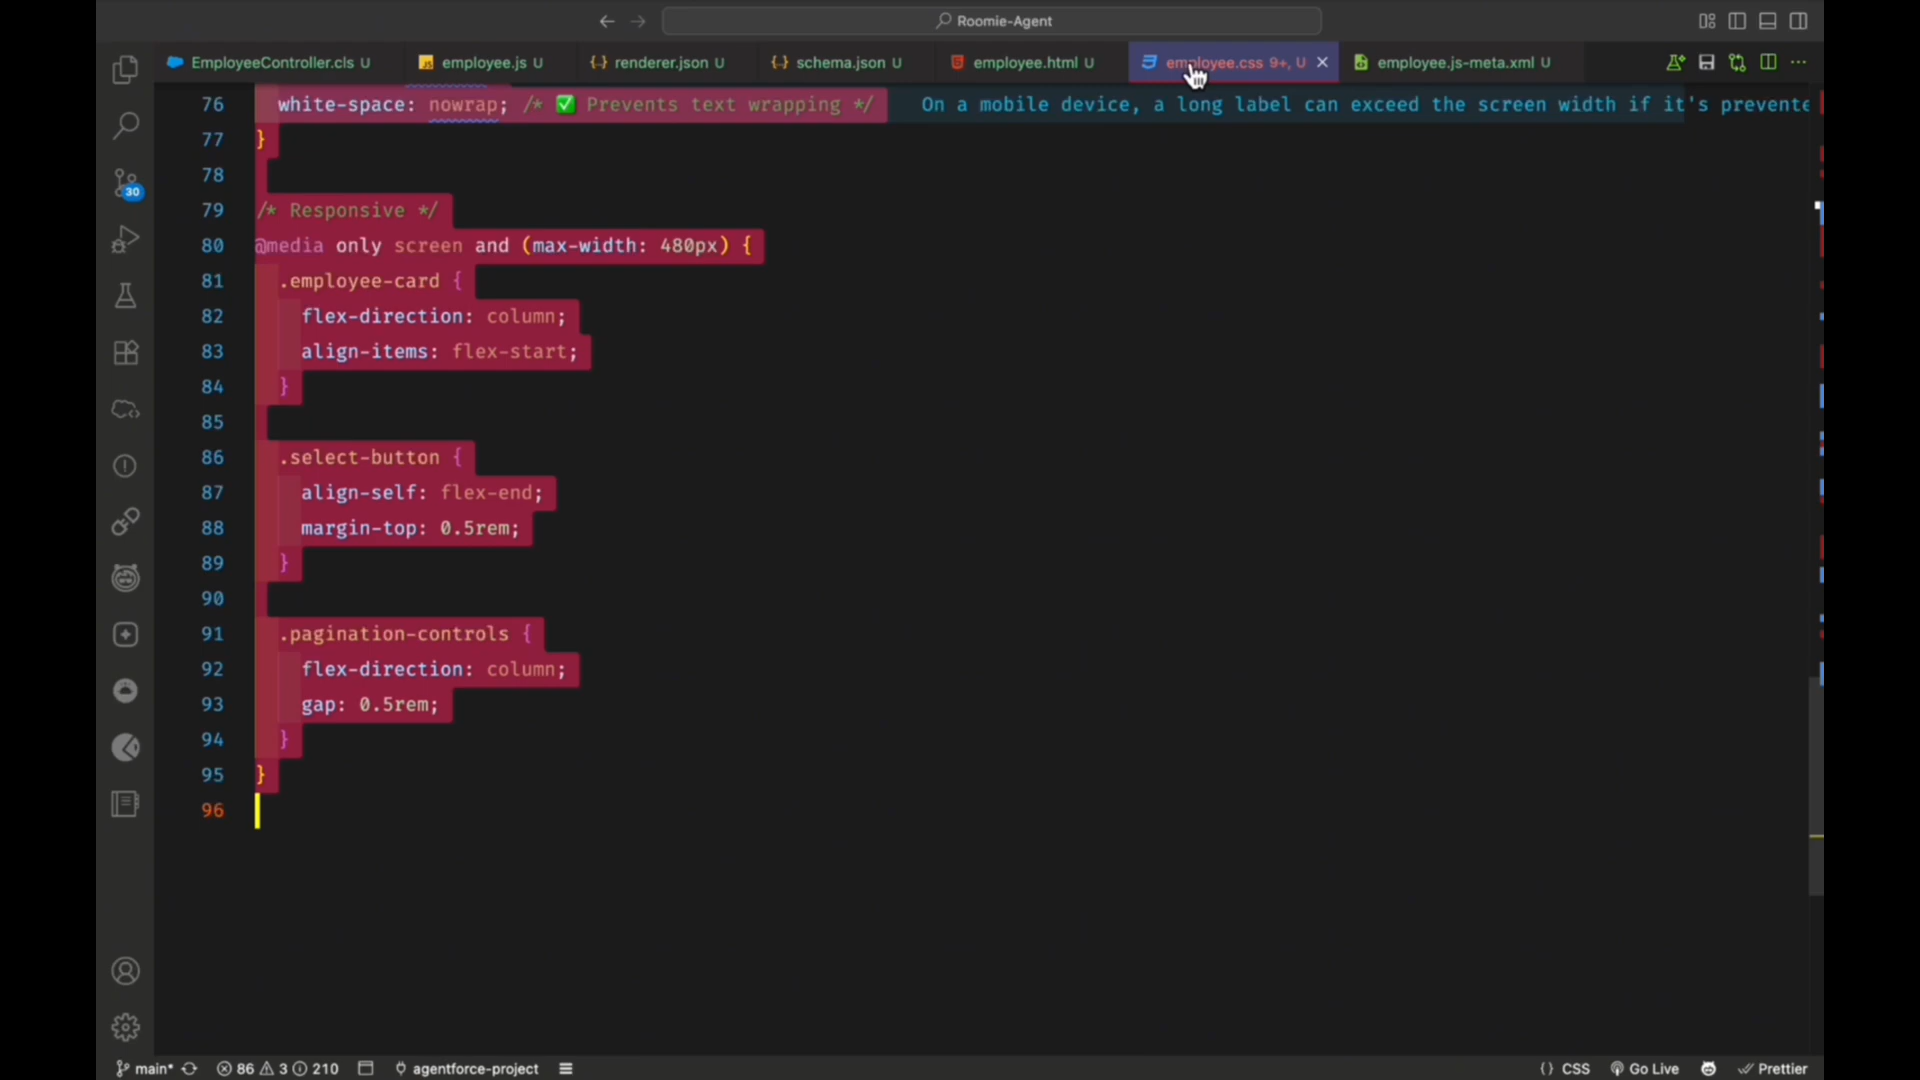 Roomie-Agent
EmployeeController.cls U
employee.js U
renderer.json U
schema.json U
employee.html U
employee.css 9+, U
employee.js-meta.xml U
76 white-space: nowrap; /* ✅ Prevents text wrapping */ On a mobile device, a long label can exceed the screen width if it's prevente
77 }
78
79 /* Responsive */
80 @media only screen and (max-width: 480px) {
81 .employee-card {
82 flex-direction: column;
83 align-items: flex-start;
84 }
85
86 .select-button {
87 align-self: flex-end;
88 margin-top: 0.5rem;
89 }
90
91 .pagination-controls {
92 flex-direction: column;
93 gap: 0.5rem;
94 }
95 }
96
30
main* 86 3 210 agentforce-project
{} CSS Go Live Prettier